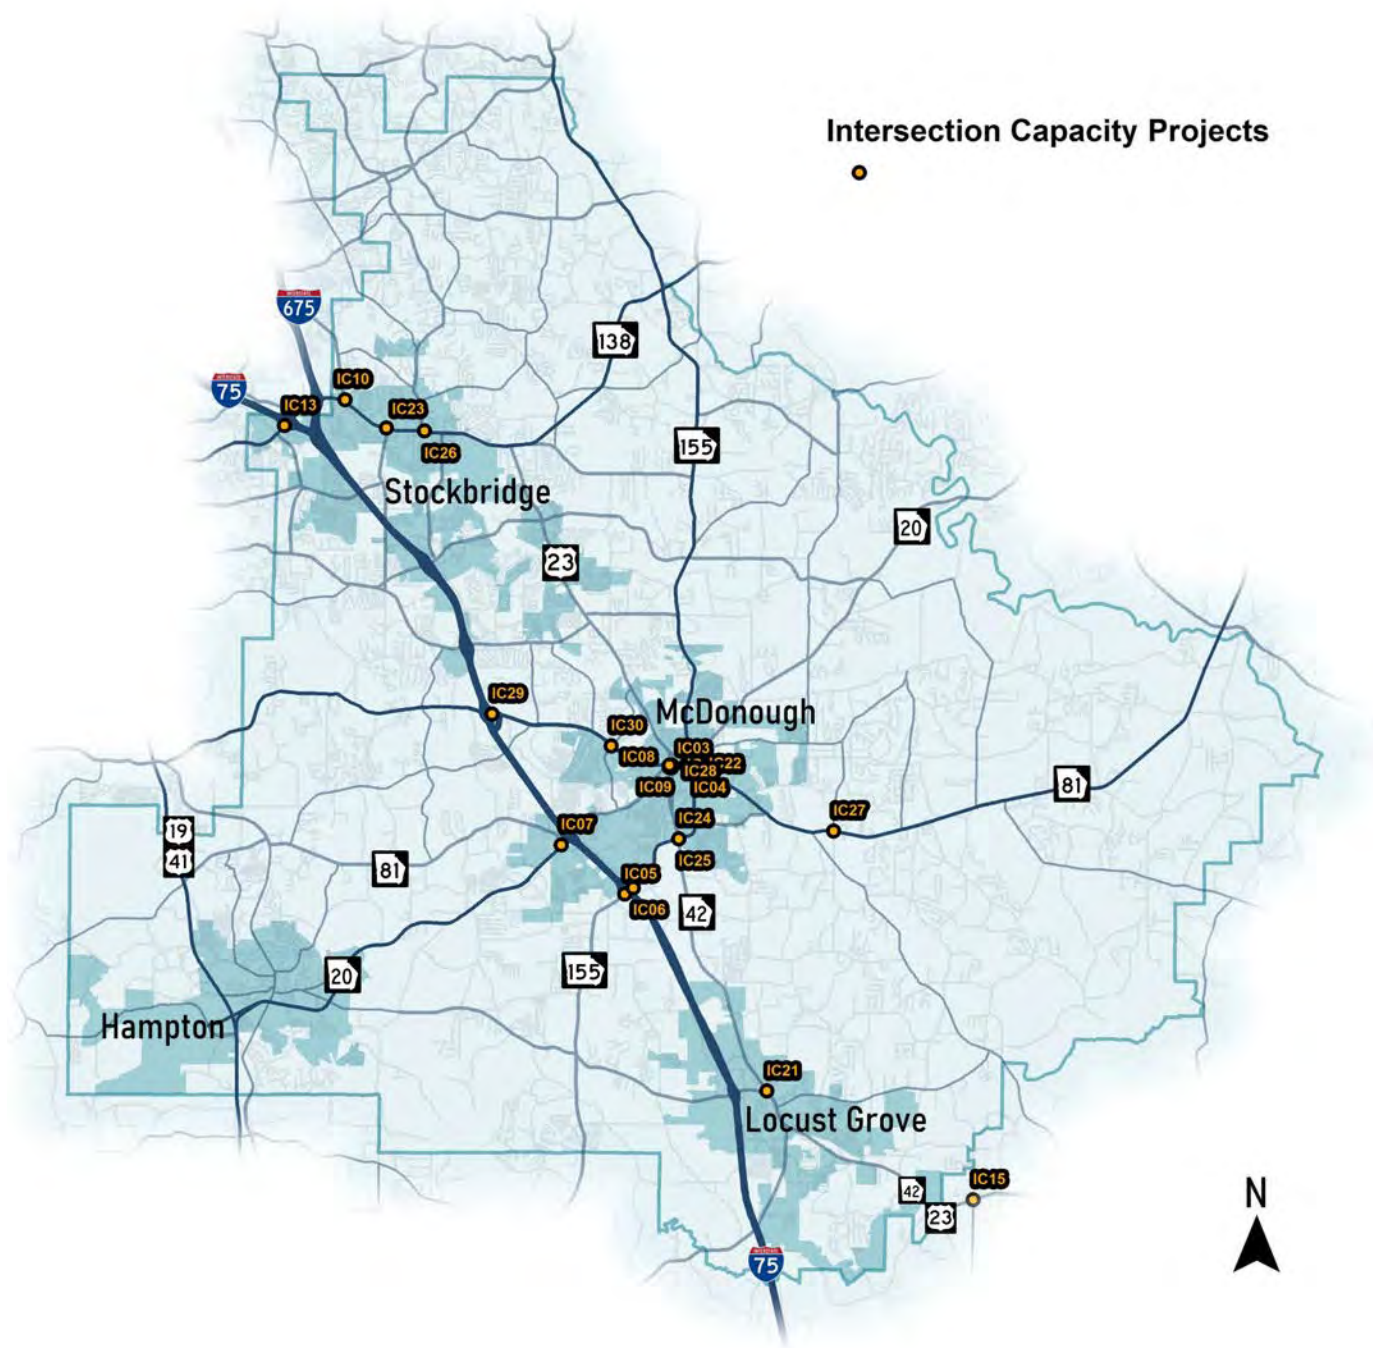 Intersection Capacity Projects
675
138
75
IC10
IC13
IC23
IC26
155
Stockbridge
20
23
IC29
McDonough
IC30
IC03
IC08
IC22
IC28
IC09
IC04
81
IC27
IC24
IC07
19
41
IC25
81
IC05
IC06
42
20
155
Hampton
IC21
Locust Grove
IC15
42
23
N
75